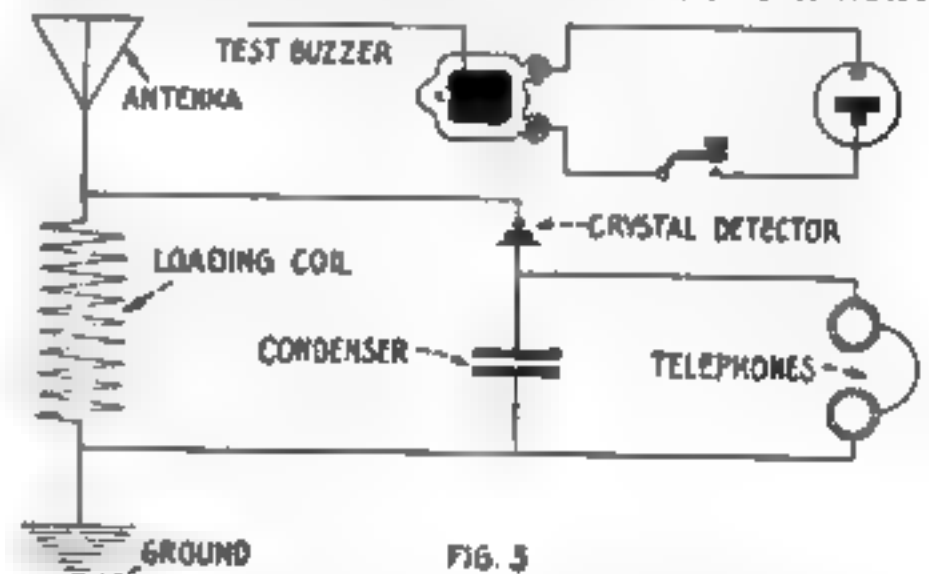 TEST BUZZER
ANTENNA
CRYSTAL DETECTOR
LOADING COIL
CONDENSER
TELEPHONES
GROUND
FIG. 5